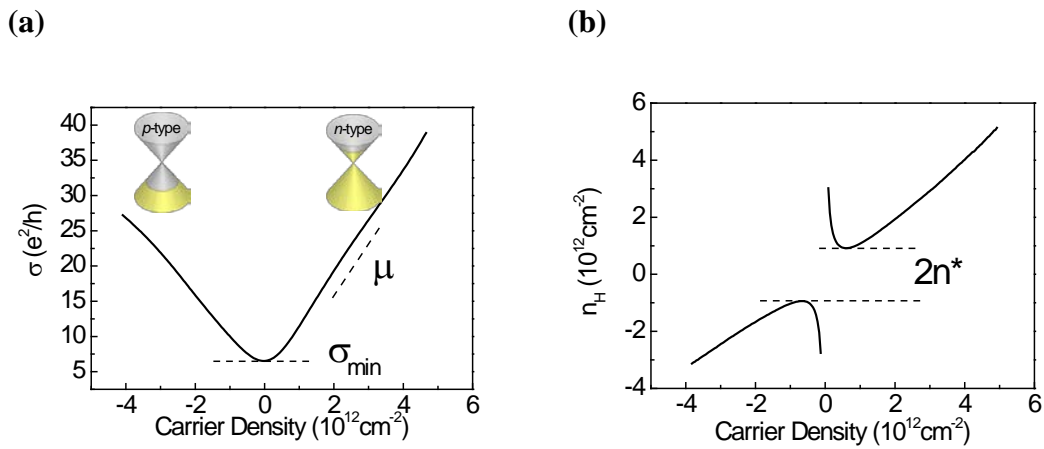 (a)
(b)
40
35
30
25
20
15
10
5
σ (e²/h)
p-type
n-type
μ
σmin
-4 -2 0 2 4 6
Carrier Density (10¹²cm⁻²)
6
4
2
0
-2
-4
nH (10¹²cm⁻²)
2n*
-4 -2 0 2 4 6
Carrier Density (10¹²cm⁻²)